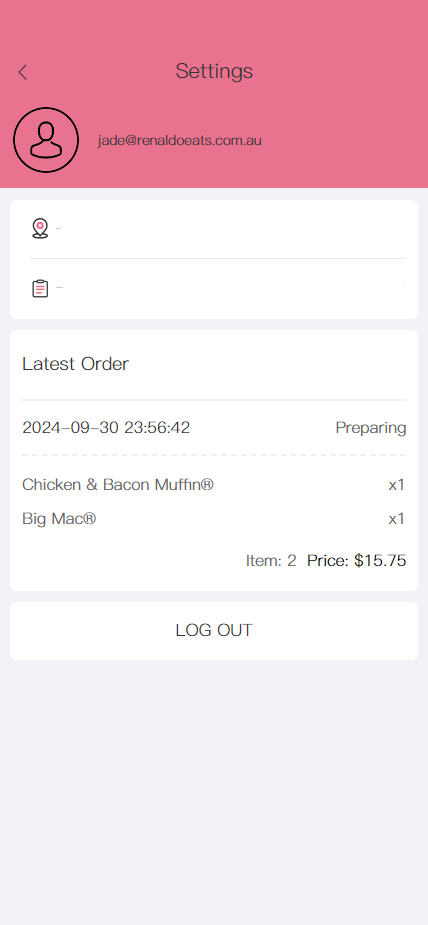 Settings
jade@renaldoeats.com.au
-
-
Latest Order
2024-09-30 23:56:42 Preparing
Chicken & Bacon Muffin® x1
Big Mac® x1
Item: 2 Price: $15.75
LOG OUT